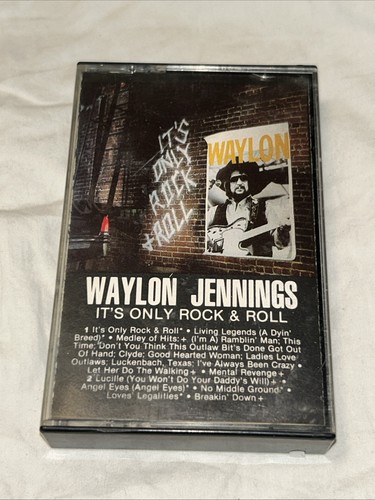 IT'S
ONLY
ROCK
+ ROLL
WAYLON
WAYLON JENNINGS
IT'S ONLY ROCK & ROLL
1 It's Only Rock & Roll* • Living Legends (A Dyin'
Breed)* • Medley of Hits:+ (I'm A) Ramblin' Man; This
Time; Don't You Think This Outlaw Bit's Done Got Out
Of Hand; Clyde; Good Hearted Woman; Ladies Love
Outlaws; Luckenbach, Texas; I've Always Been Crazy •
Let Her Do The Walking+ • Mental Revenge+
2 Lucille (You Won't Do Your Daddy's Will)+ •
Angel Eyes (Angel Eyes)* • No Middle Ground* •
Loves' Legalities* • Breakin' Down+